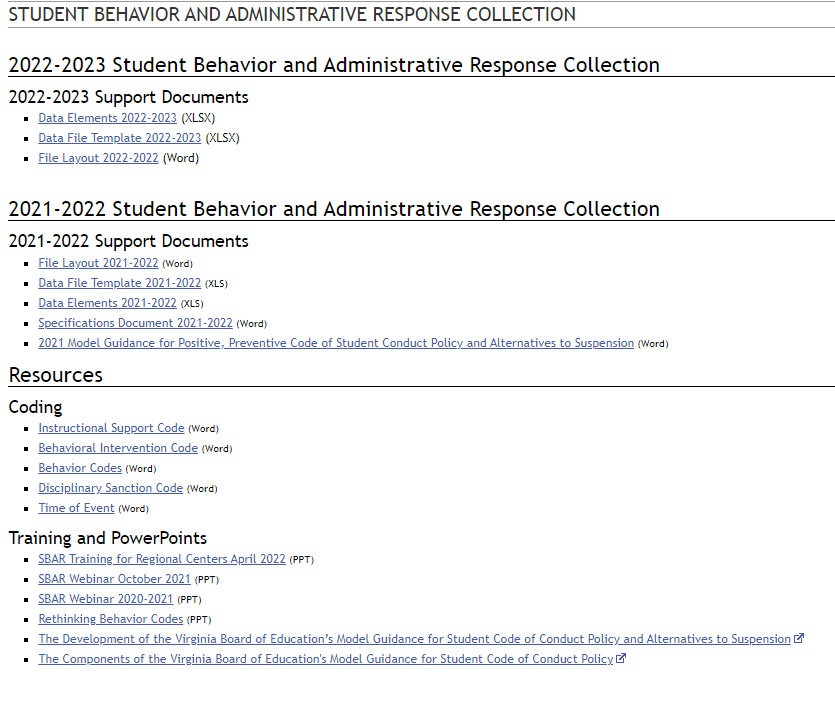 STUDENT BEHAVIOR AND ADMINISTRATIVE RESPONSE COLLECTION
2022-2023 Student Behavior and Administrative Response Collection
2022-2023 Support Documents
Data Elements 2022-2023 (XLSX)
Data File Template 2022-2023 (XLSX)
File Layout 2022-2022 (Word)
2021-2022 Student Behavior and Administrative Response Collection
2021-2022 Support Documents
File Layout 2021-2022 (Word)
Data File Template 2021-2022 (XLS)
Data Elements 2021-2022 (XLS)
Specifications Document 2021-2022 (Word)
2021 Model Guidance for Positive, Preventive Code of Student Conduct Policy and Alternatives to Suspension (Word)
Resources
Coding
Instructional Support Code (Word)
Behavioral Intervention Code (Word)
Behavior Codes (Word)
Disciplinary Sanction Code (Word)
Time of Event (Word)
Training and PowerPoints
SBAR Training for Regional Centers April 2022 (PPT)
SBAR Webinar October 2021 (PPT)
SBAR Webinar 2020-2021 (PPT)
Rethinking Behavior Codes (PPT)
The Development of the Virginia Board of Education’s Model Guidance for Student Code of Conduct Policy and Alternatives to Suspension
The Components of the Virginia Board of Education's Model Guidance for Student Code of Conduct Policy